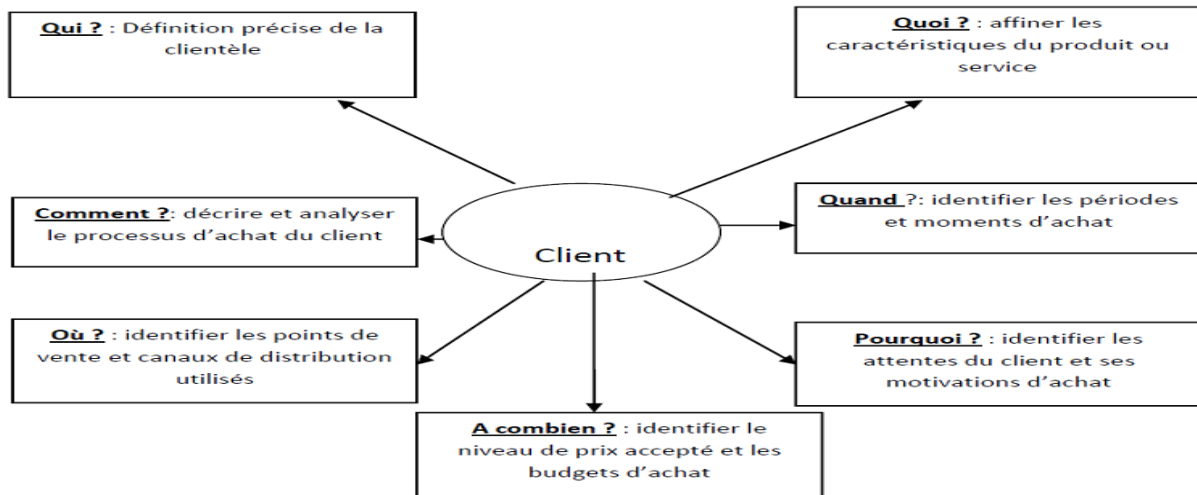 Qui ? : Définition précise de la
clientèle
Quoi ? : affiner les
caractéristiques du produit ou
service
Comment ?: décrire et analyser
le processus d’achat du client
Client
Quand ?: identifier les périodes
et moments d’achat
Où ? : identifier les points de
vente et canaux de distribution
utilisés
Pourquoi ? : identifier les
attentes du client et ses
motivations d’achat
A combien ? : identifier le
niveau de prix accepté et les
budgets d’achat